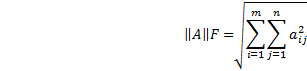 ‖A‖F = √(∑_{i=1}^{m} ∑_{j=1}^{n} a_{ij}^{2})